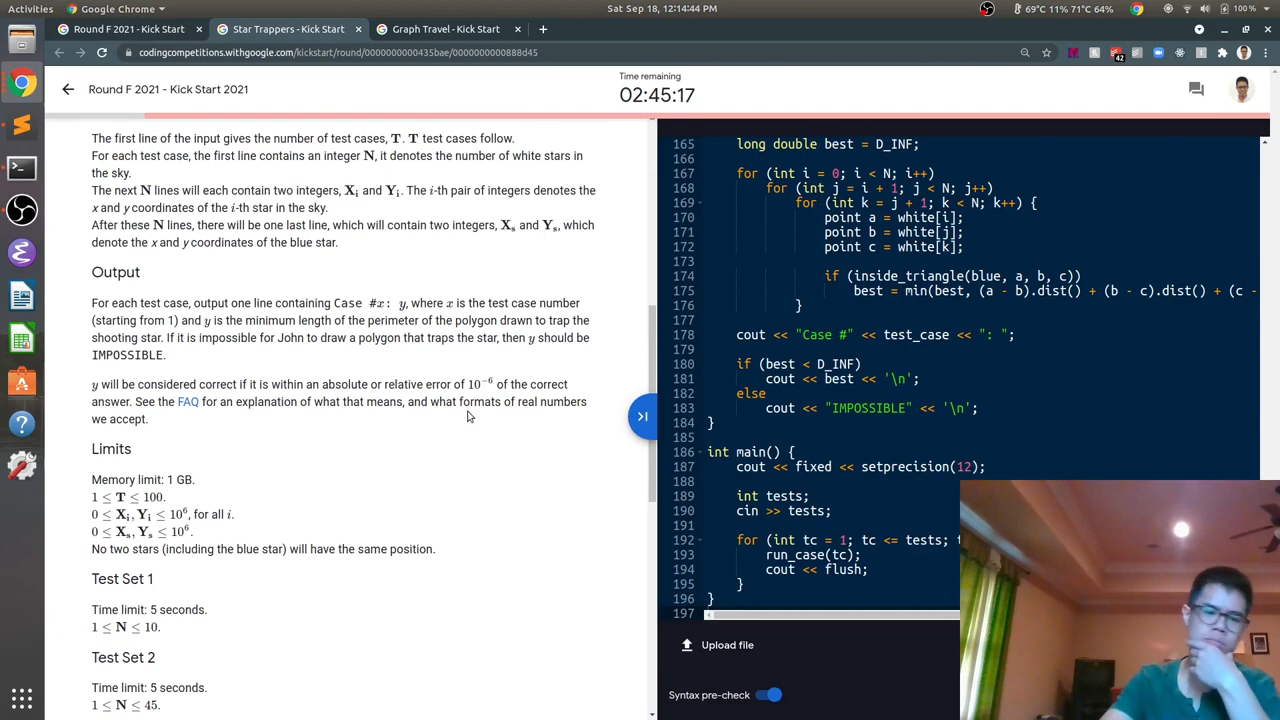 Activities
Google Chrome
Sat Sep 18, 12:14:44 PM
69°C 11% 71°C 64%
100 %
Round F 2021 - Kick Start
Star Trappers - Kick Start
Graph Travel - Kick Start
codingcompetitions.withgoogle.com/kickstart/round/0000000000435bae/0000000000888d45
42
Round F 2021 - Kick Start 2021
Time remaining
02:45:17
The first line of the input gives the number of test cases, T. T test cases follow.
For each test case, the first line contains an integer N, it denotes the number of white stars in
the sky.
The next N lines will each contain two integers, Xi and Yi. The i-th pair of integers denotes the
x and y coordinates of the i-th star in the sky.
After these N lines, there will be one last line, which will contain two integers, Xs and Ys, which
denote the x and y coordinates of the blue star.
Output
For each test case, output one line containing Case #x: y, where x is the test case number
(starting from 1) and y is the minimum length of the perimeter of the polygon drawn to trap the
shooting star. If it is impossible for John to draw a polygon that traps the star, then y should be
IMPOSSIBLE.
y will be considered correct if it is within an absolute or relative error of 10⁻⁶ of the correct
answer. See the FAQ for an explanation of what that means, and what formats of real numbers
we accept.
Limits
Memory limit: 1 GB.
1 ≤ T ≤ 100.
0 ≤ Xi, Yi ≤ 10⁶, for all i.
0 ≤ Xs, Ys ≤ 10⁶.
No two stars (including the blue star) will have the same position.
Test Set 1
Time limit: 5 seconds.
1 ≤ N ≤ 10.
Test Set 2
Time limit: 5 seconds.
1 ≤ N ≤ 45.
165 long double best = D_INF;
166
167 for (int i = 0; i < N; i++)
168 for (int j = i + 1; j < N; j++)
169 for (int k = j + 1; k < N; k++) {
170 point a = white[i];
171 point b = white[j];
172 point c = white[k];
173
174 if (inside_triangle(blue, a, b, c))
175 best = min(best, (a - b).dist() + (b - c).dist() + (c -
176 }
177
178 cout << "Case #" << test_case << ": ";
179
180 if (best < D_INF)
181 cout << best << '\n';
182 else
183 cout << "IMPOSSIBLE" << '\n';
184 }
185
186 int main() {
187 cout << fixed << setprecision(12);
188
189 int tests;
190 cin >> tests;
191
192 for (int tc = 1; tc <= tests;
193 run_case(tc);
194 cout << flush;
195 }
196 }
197
Upload file
Syntax pre-check